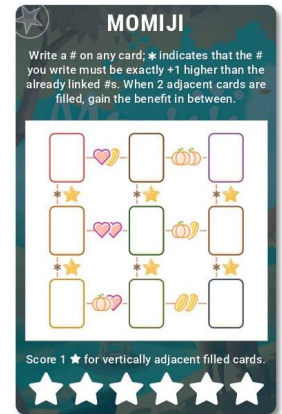 MOMIJI
Write a # on any card; * indicates that the #
you write must be exactly +1 higher than the
already linked #s. When 2 adjacent cards are
filled, gain the benefit in between.
* * *
* * *
Score 1 ★ for vertically adjacent filled cards.